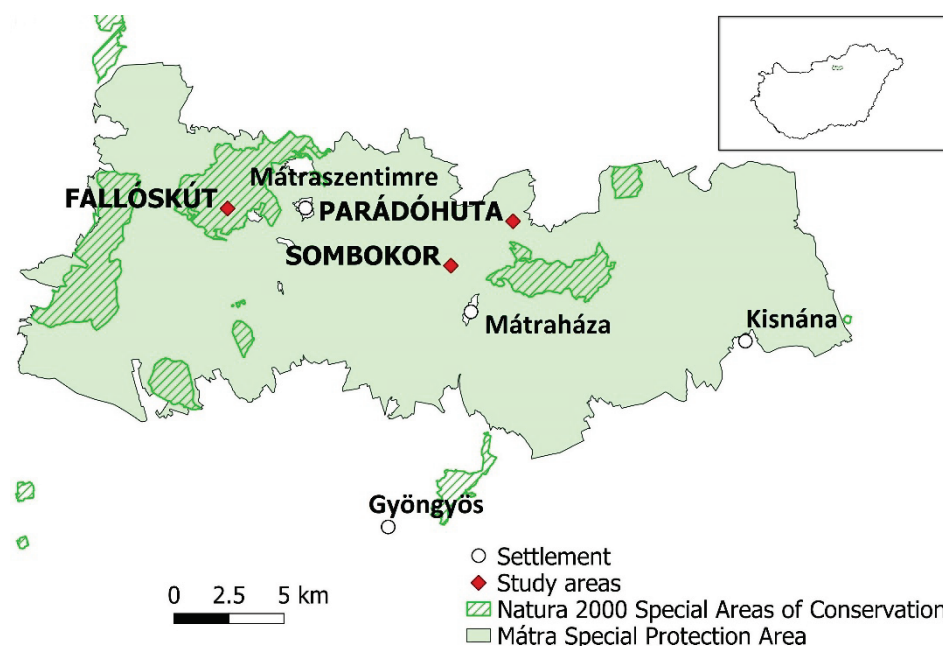 Mátraszentimre
FALLÓSKÚT
PARÁDÓHUTA
SOMBOKOR
Mátraháza
Kisnána
Gyöngyös
0 2.5 5 km
Settlement
Study areas
Natura 2000 Special Areas of Conservation
Mátra Special Protection Area